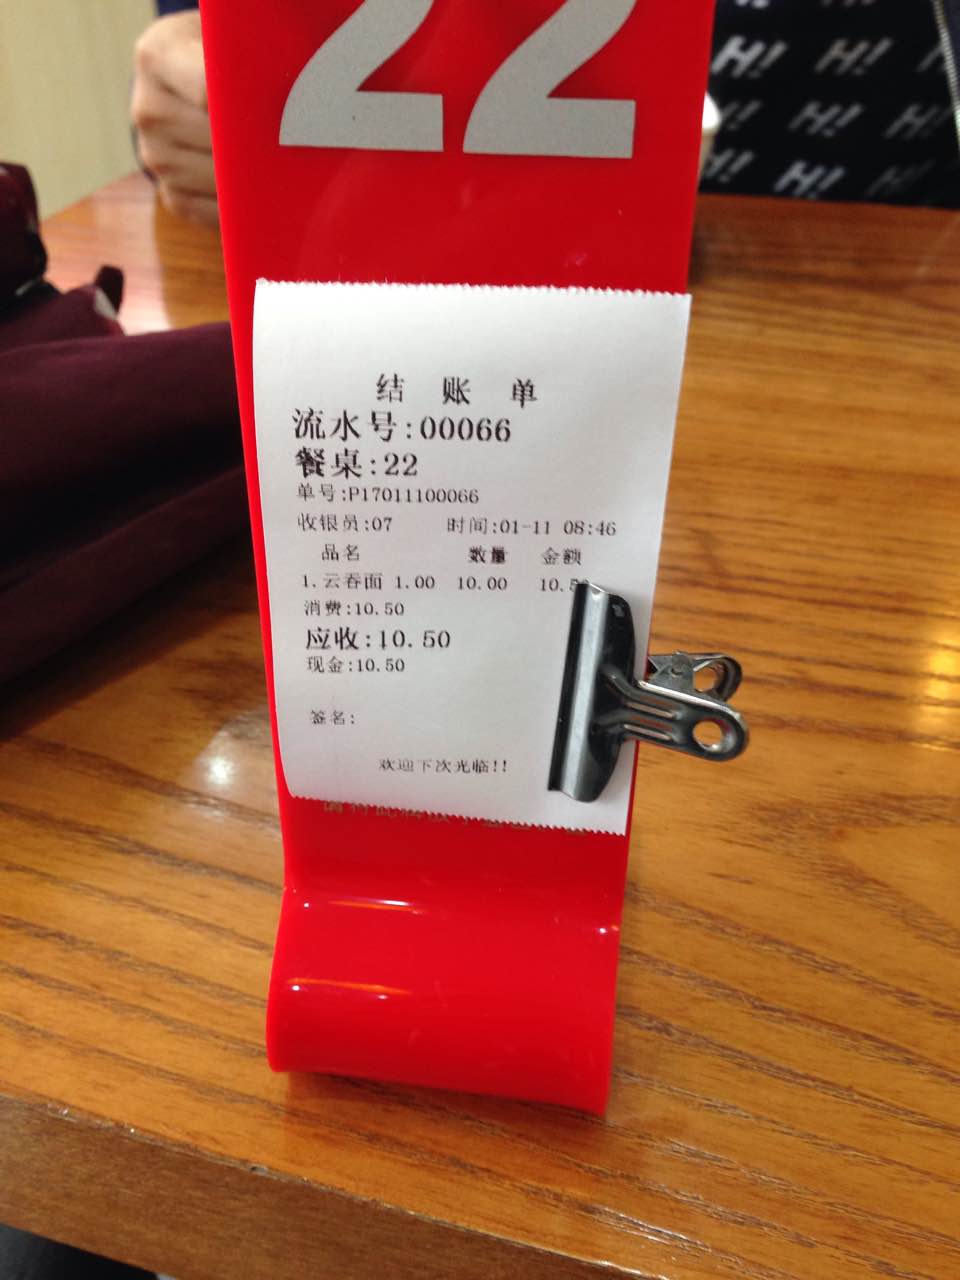 22
结 账 单
流水号:00066
餐桌:22
单号:P17011100066
收银员:07 时间:01-11 08:46
品名 数量 金额
1.云吞面 1.00 10.00 10.5
消费:10.50
应收:10.50
现金:10.50
签名:
欢迎下次光临!!
H! H! H!
H! H! H!
H! H! H!